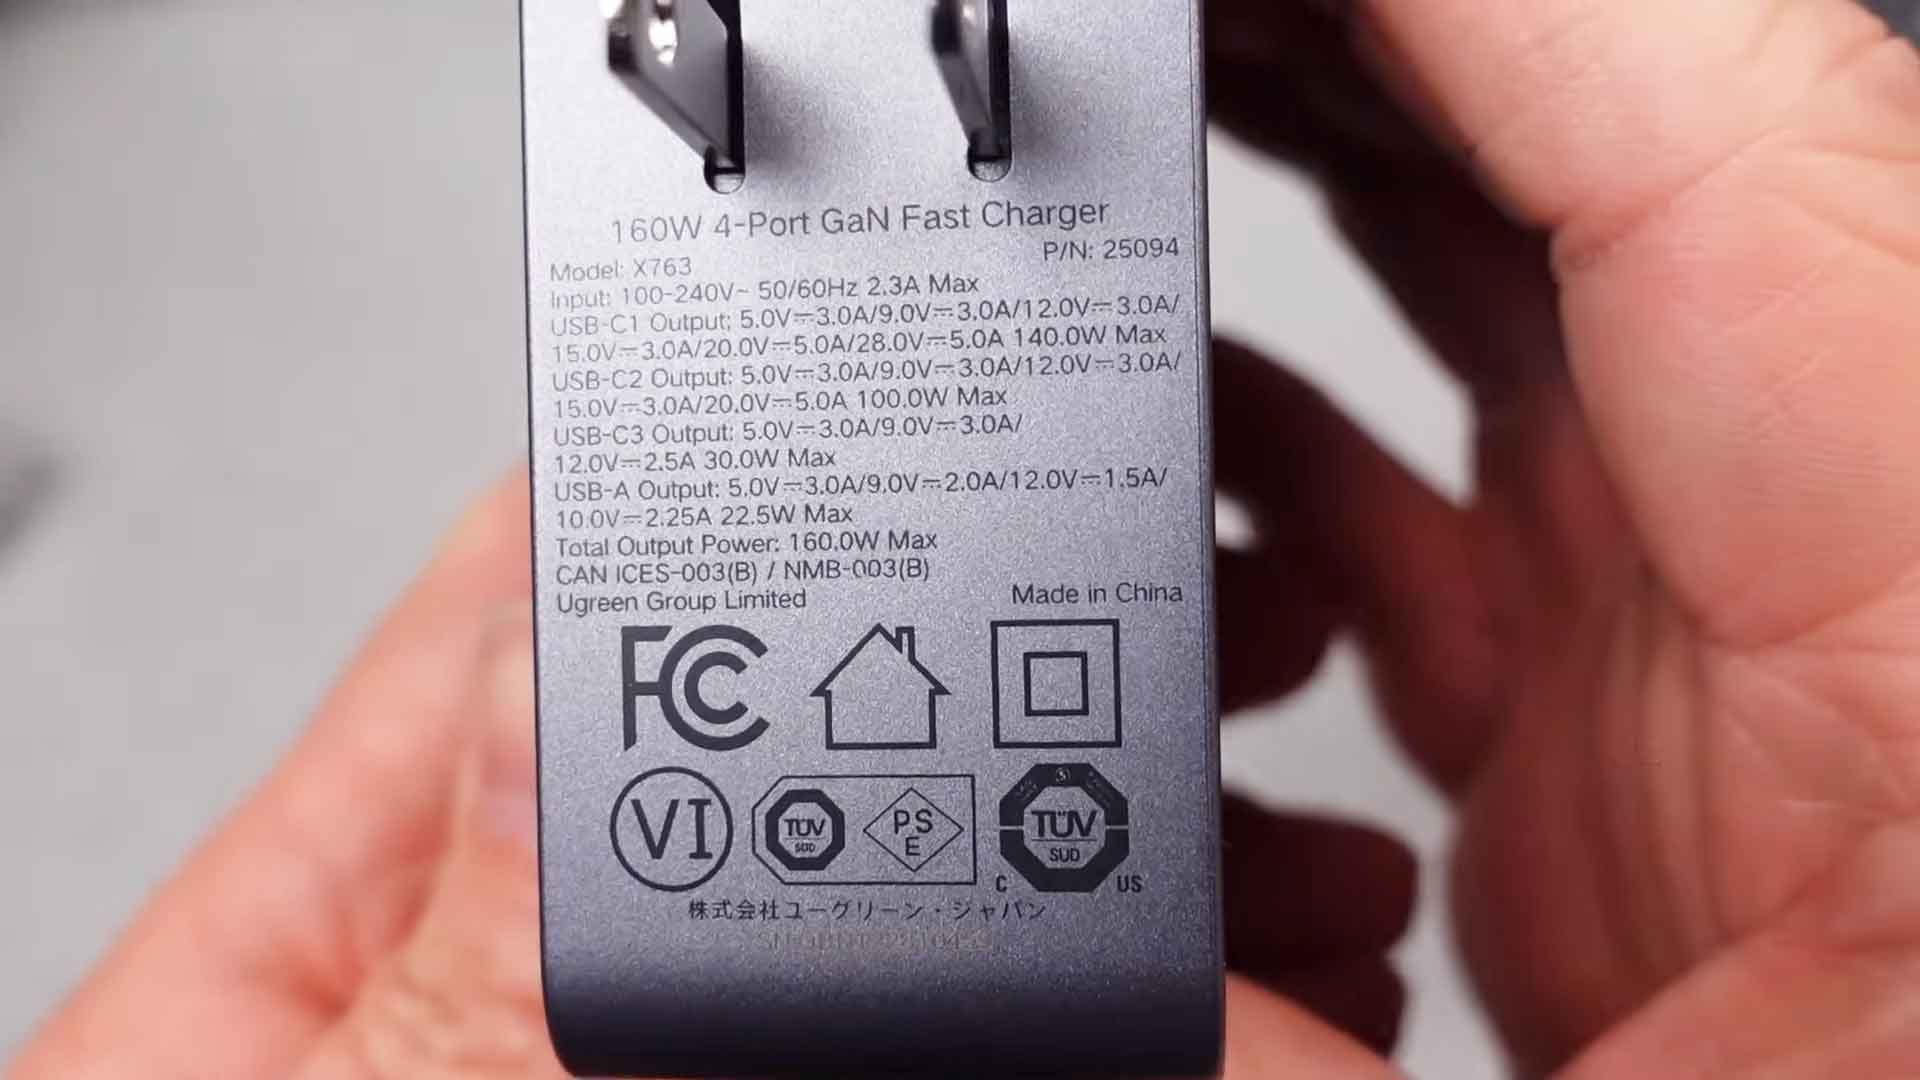 160W 4-Port GaN Fast Charger
P/N: 25094
Model: X763
Input: 100-240V~ 50/60Hz 2.3A Max
USB-C1 Output: 5.0V⎓3.0A/9.0V⎓3.0A/12.0V⎓3.0A/
15.0V⎓3.0A/20.0V⎓5.0A/28.0V⎓5.0A 140.0W Max
USB-C2 Output: 5.0V⎓3.0A/9.0V⎓3.0A/12.0V⎓3.0A/
15.0V⎓3.0A/20.0V⎓5.0A 100.0W Max
USB-C3 Output: 5.0V⎓3.0A/9.0V⎓3.0A/
12.0V⎓2.5A 30.0W Max
USB-A Output: 5.0V⎓3.0A/9.0V⎓2.0A/12.0V⎓1.5A/
10.0V⎓2.25A 22.5W Max
Total Output Power: 160.0W Max
CAN ICES-003(B) / NMB-003(B)
Ugreen Group Limited Made in China
FC
VI TÜV SÜD PSE TÜV SUD C US
株式会社ユーグリーン・ジャパン